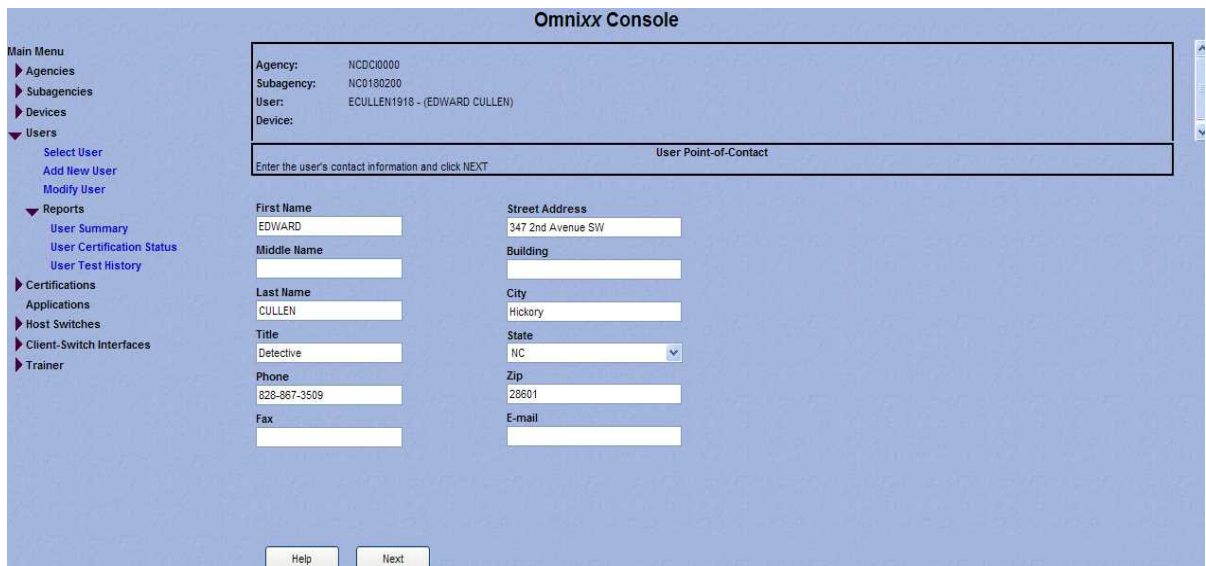 Omnixx Console
Main Menu
Agencies
Subagencies
Devices
Users
Select User
Add New User
Modify User
Reports
User Summary
User Certification Status
User Test History
Certifications
Applications
Host Switches
Client-Switch Interfaces
Trainer
Agency: NCDCI0000
Subagency: NC0180200
User: ECULLEN1918 - (EDWARD CULLEN)
Device:
User Point-of-Contact
Enter the user's contact information and click NEXT
First Name
EDWARD
Middle Name
Last Name
CULLEN
Title
Detective
Phone
828-867-3509
Fax
Street Address
347 2nd Avenue SW
Building
City
Hickory
State
NC
Zip
28601
E-mail
Help
Next